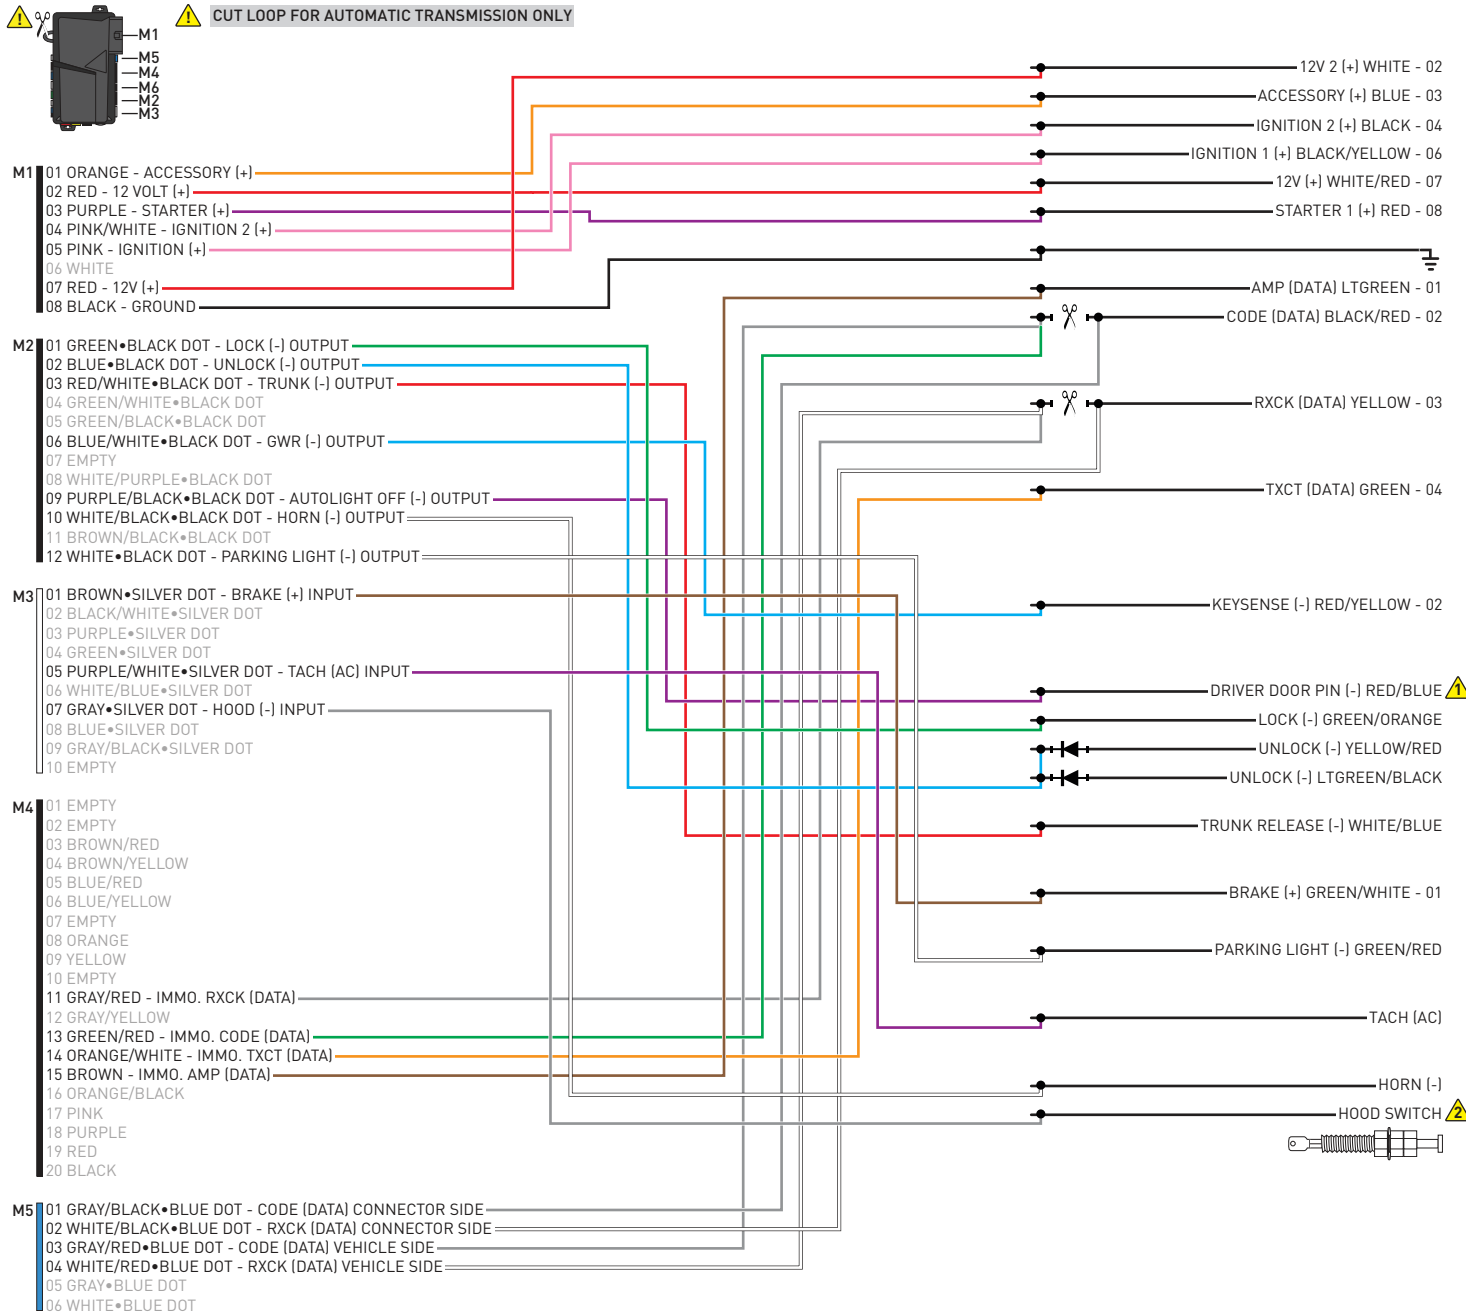 CUT LOOP FOR AUTOMATIC TRANSMISSION ONLY
M1
M5
M4
M6
M2
M3
M1
01 ORANGE - ACCESSORY (+)
02 RED - 12 VOLT (+)
03 PURPLE - STARTER (+)
04 PINK/WHITE - IGNITION 2 (+)
05 PINK - IGNITION (+)
06 WHITE
07 RED - 12V (+)
08 BLACK - GROUND
M2
01 GREEN•BLACK DOT - LOCK (-) OUTPUT
02 BLUE•BLACK DOT - UNLOCK (-) OUTPUT
03 RED/WHITE•BLACK DOT - TRUNK (-) OUTPUT
04 GREEN/WHITE•BLACK DOT
05 GREEN/BLACK•BLACK DOT
06 BLUE/WHITE•BLACK DOT - GWR (-) OUTPUT
07 EMPTY
08 WHITE/PURPLE•BLACK DOT
09 PURPLE/BLACK•BLACK DOT - AUTOLIGHT OFF (-) OUTPUT
10 WHITE/BLACK•BLACK DOT - HORN (-) OUTPUT
11 BROWN/BLACK•BLACK DOT
12 WHITE•BLACK DOT - PARKING LIGHT (-) OUTPUT
M3
01 BROWN•SILVER DOT - BRAKE (+) INPUT
02 BLACK/WHITE•SILVER DOT
03 PURPLE•SILVER DOT
04 GREEN•SILVER DOT
05 PURPLE/WHITE•SILVER DOT - TACH (AC) INPUT
06 WHITE/BLUE•SILVER DOT
07 GRAY•SILVER DOT - HOOD (-) INPUT
08 BLUE•SILVER DOT
09 GRAY/BLACK•SILVER DOT
10 EMPTY
M4
01 EMPTY
02 EMPTY
03 BROWN/RED
04 BROWN/YELLOW
05 BLUE/RED
06 BLUE/YELLOW
07 EMPTY
08 ORANGE
09 YELLOW
10 EMPTY
11 GRAY/RED - IMMO. RXCK (DATA)
12 GRAY/YELLOW
13 GREEN/RED - IMMO. CODE (DATA)
14 ORANGE/WHITE - IMMO. TXCT (DATA)
15 BROWN - IMMO. AMP (DATA)
16 ORANGE/BLACK
17 PINK
18 PURPLE
19 RED
20 BLACK
M5
01 GRAY/BLACK•BLUE DOT - CODE (DATA) CONNECTOR SIDE
02 WHITE/BLACK•BLUE DOT - RXCK (DATA) CONNECTOR SIDE
03 GRAY/RED•BLUE DOT - CODE (DATA) VEHICLE SIDE
04 WHITE/RED•BLUE DOT - RXCK (DATA) VEHICLE SIDE
05 GRAY•BLUE DOT
06 WHITE•BLUE DOT
12V 2 (+) WHITE - 02
ACCESSORY (+) BLUE - 03
IGNITION 2 (+) BLACK - 04
IGNITION 1 (+) BLACK/YELLOW - 06
12V (+) WHITE/RED - 07
STARTER 1 (+) RED - 08
AMP (DATA) LTGREEN - 01
CODE (DATA) BLACK/RED - 02
RXCK (DATA) YELLOW - 03
TXCT (DATA) GREEN - 04
KEYSENSE (-) RED/YELLOW - 02
DRIVER DOOR PIN (-) RED/BLUE 1
LOCK (-) GREEN/ORANGE
UNLOCK (-) YELLOW/RED
UNLOCK (-) LTGREEN/BLACK
TRUNK RELEASE (-) WHITE/BLUE
BRAKE (+) GREEN/WHITE - 01
PARKING LIGHT (-) GREEN/RED
TACH (AC)
HORN (-)
HOOD SWITCH 2